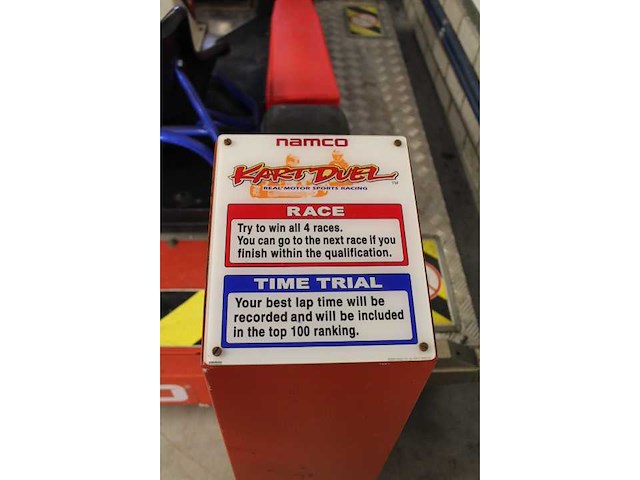 namco
KART DUEL TM
REAL MOTOR SPORTS RACING
RACE
Try to win all 4 races.
You can go to the next race if you
finish within the qualification.
TIME TRIAL
Your best lap time will be
recorded and will be included
in the top 100 ranking.